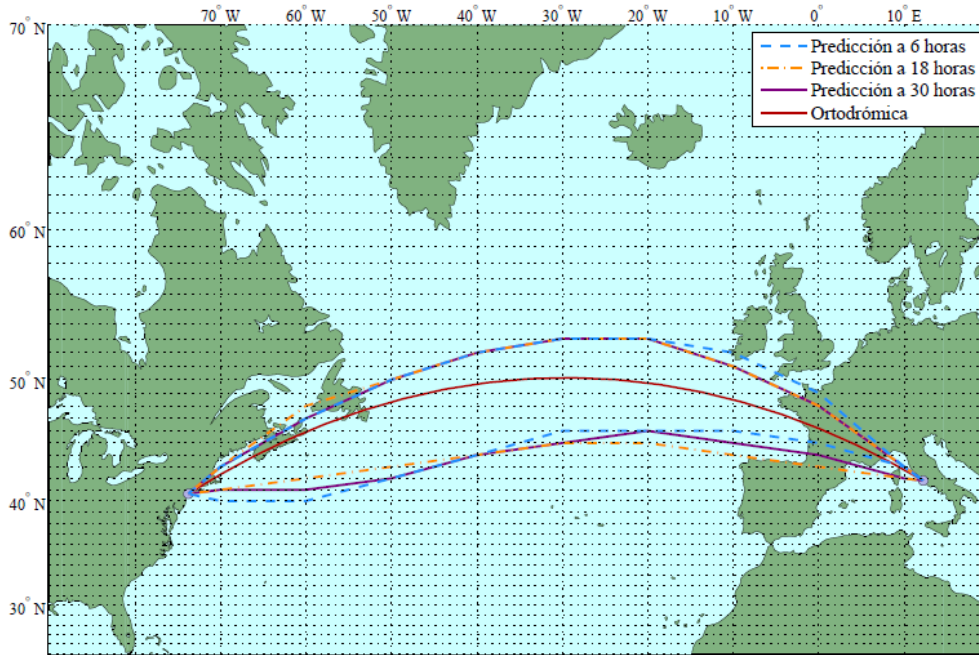 70° W 60° W 50° W 40° W 30° W 20° W 10° W 0° 10° E
70° N
Predicción a 6 horas
Predicción a 18 horas
Predicción a 30 horas
Ortodrómica
60° N
50° N
40° N
30° N